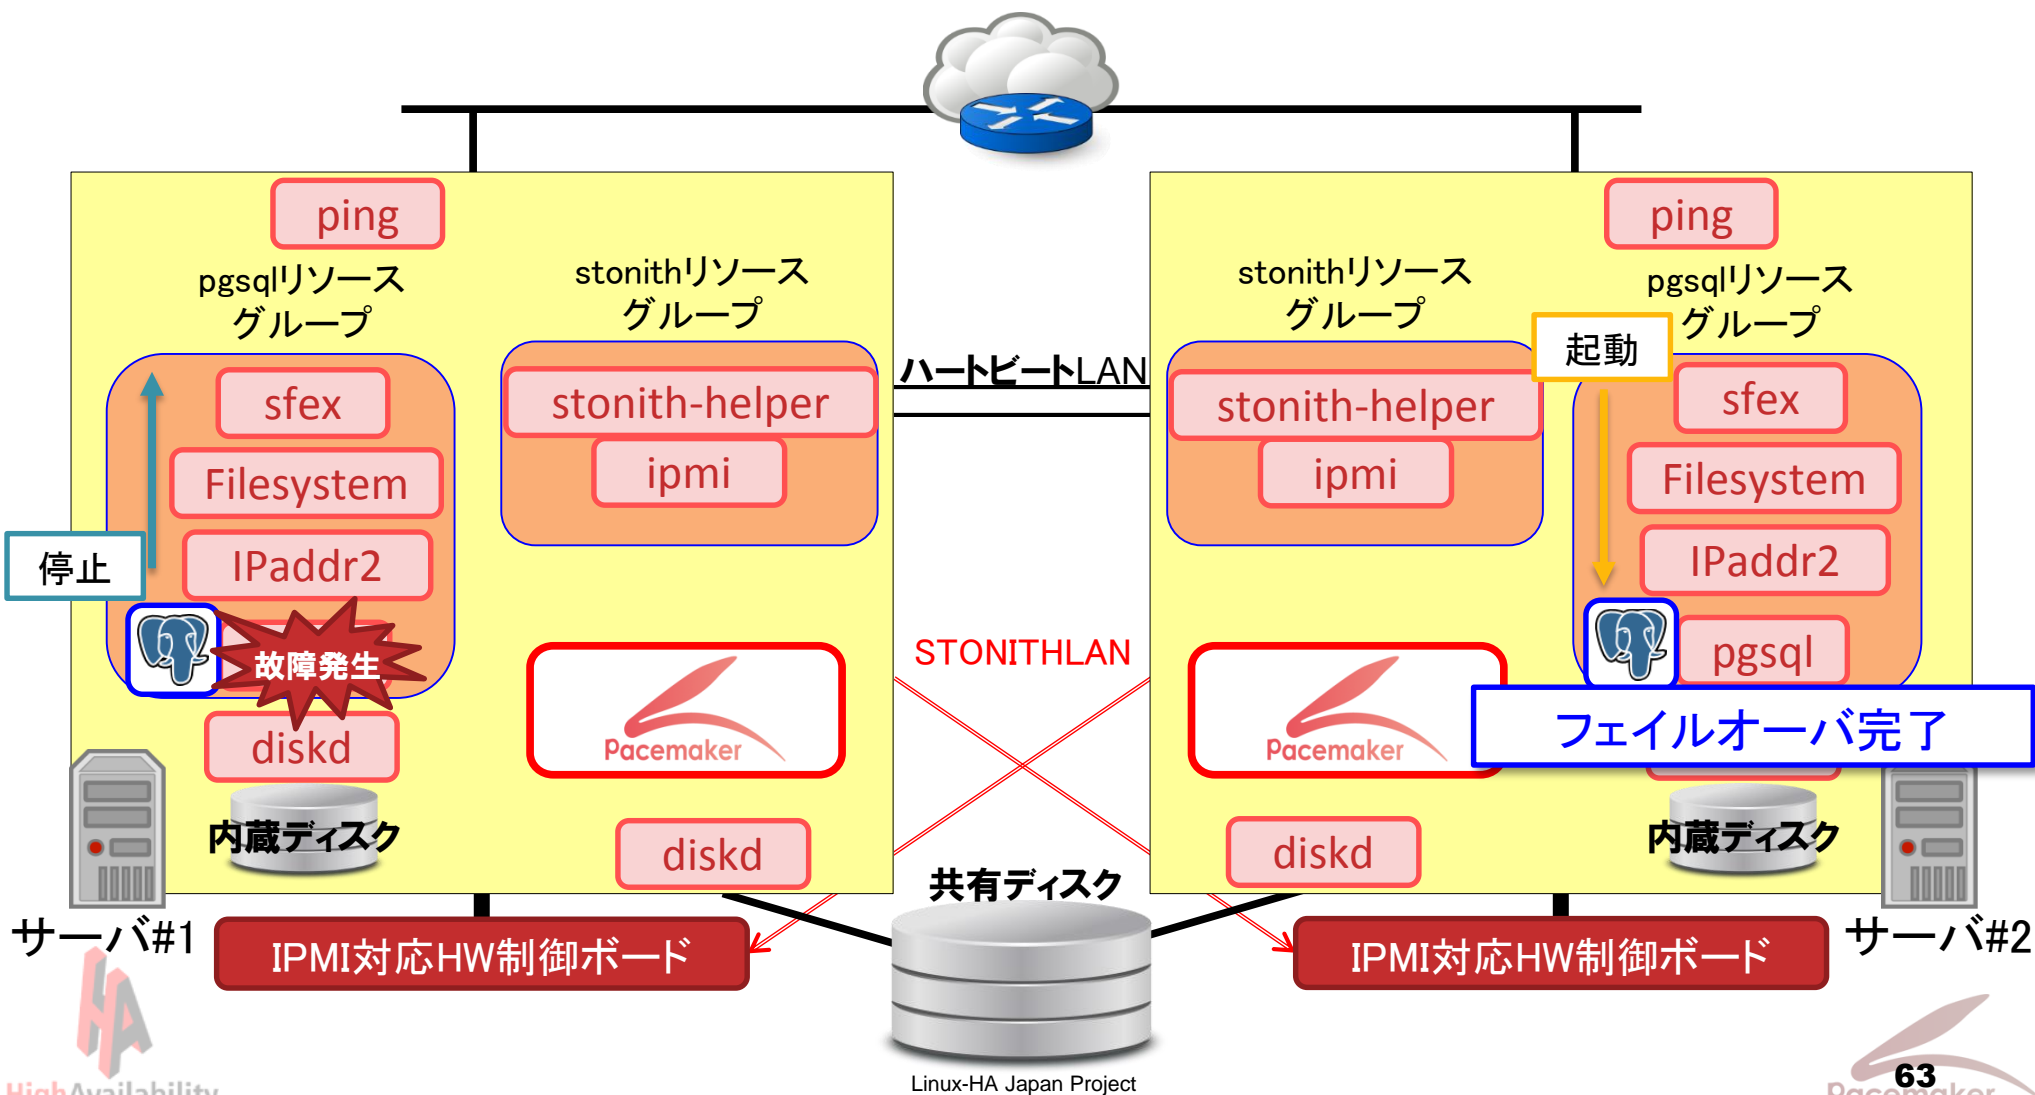 ping
pgsqlリソース
グループ
stonithリソース
グループ
sfex
Filesystem
IPaddr2
停止
故障発生
diskd
内蔵ディスク
stonith-helper
ipmi
Pacemaker
diskd
サーバ#1
IPMI対応HW制御ボード
ハートビートLAN
STONITHLAN
共有ディスク
ping
stonithリソース
グループ
pgsqlリソース
グループ
起動
stonith-helper
ipmi
sfex
Filesystem
IPaddr2
pgsql
Pacemaker
フェイルオーバ完了
diskd
内蔵ディスク
サーバ#2
IPMI対応HW制御ボード
HA
HighAvailability
Linux-HA Japan Project
Pacemaker
63